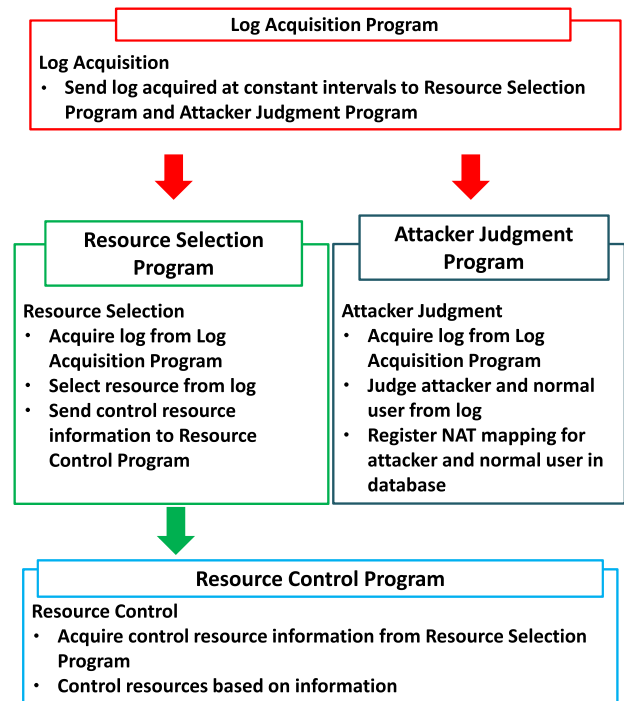 Log Acquisition Program
Log Acquisition
• Send log acquired at constant intervals to Resource Selection
Program and Attacker Judgment Program
Resource Selection
Program
Resource Selection
• Acquire log from Log
Acquisition Program
• Select resource from log
• Send control resource
information to Resource
Control Program
Attacker Judgment
Program
Attacker Judgment
• Acquire log from Log
Acquisition Program
• Judge attacker and normal
user from log
• Register NAT mapping for
attacker and normal user in
database
Resource Control Program
Resource Control
• Acquire control resource information from Resource Selection
Program
• Control resources based on information